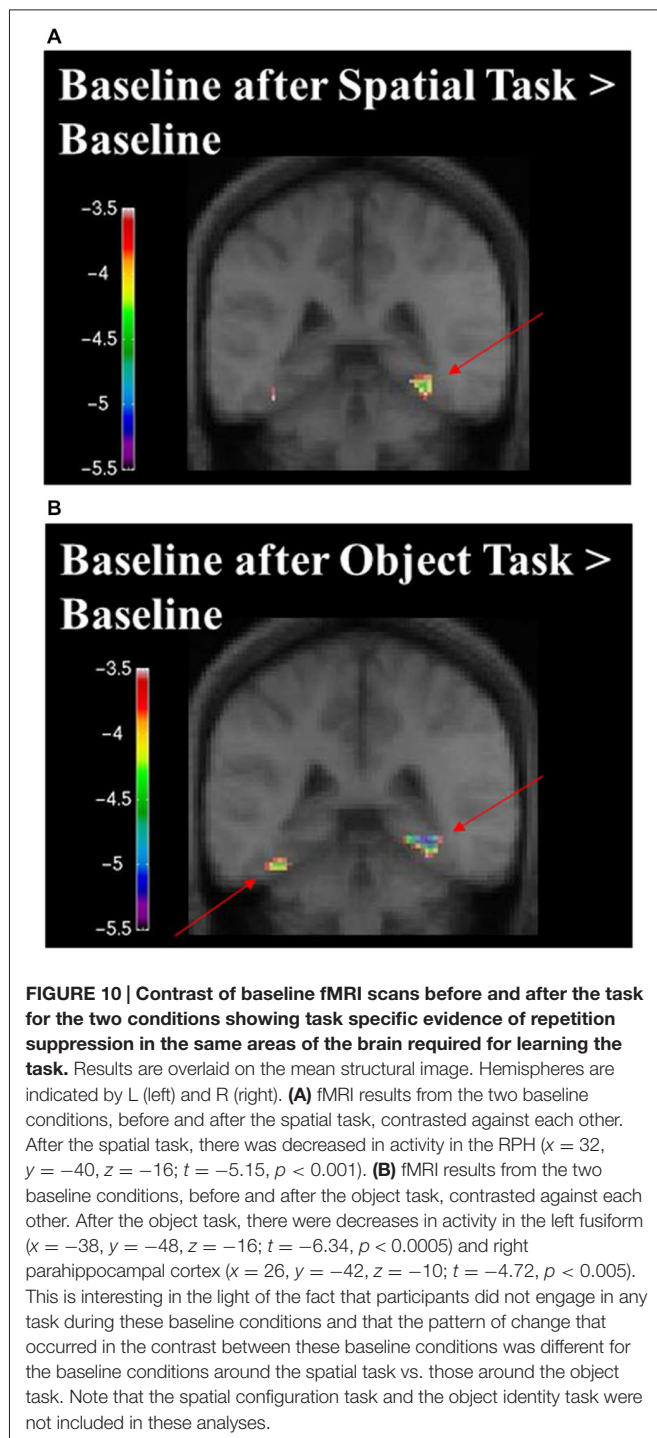 A
Baseline after Spatial Task >
Baseline
-3.5
-4
-4.5
-5
-5.5
B
Baseline after Object Task >
Baseline
-3.5
-4
-4.5
-5
-5.5
FIGURE 10 | Contrast of baseline fMRI scans before and after the task
for the two conditions showing task specific evidence of repetition
suppression in the same areas of the brain required for learning the
task. Results are overlaid on the mean structural image. Hemispheres are
indicated by L (left) and R (right). (A) fMRI results from the two baseline
conditions, before and after the spatial task, contrasted against each other.
After the spatial task, there was decreased in activity in the RPH (x = 32,
y = −40, z = −16; t = −5.15, p < 0.001). (B) fMRI results from the two
baseline conditions, before and after the object task, contrasted against each
other. After the object task, there were decreases in activity in the left fusiform
(x = −38, y = −48, z = −16; t = −6.34, p < 0.0005) and right
parahippocampal cortex (x = 26, y = −42, z = −10; t = −4.72, p < 0.005).
This is interesting in the light of the fact that participants did not engage in any
task during these baseline conditions and that the pattern of change that
occurred in the contrast between these baseline conditions was different for
the baseline conditions around the spatial task vs. those around the object
task. Note that the spatial configuration task and the object identity task were
not included in these analyses.